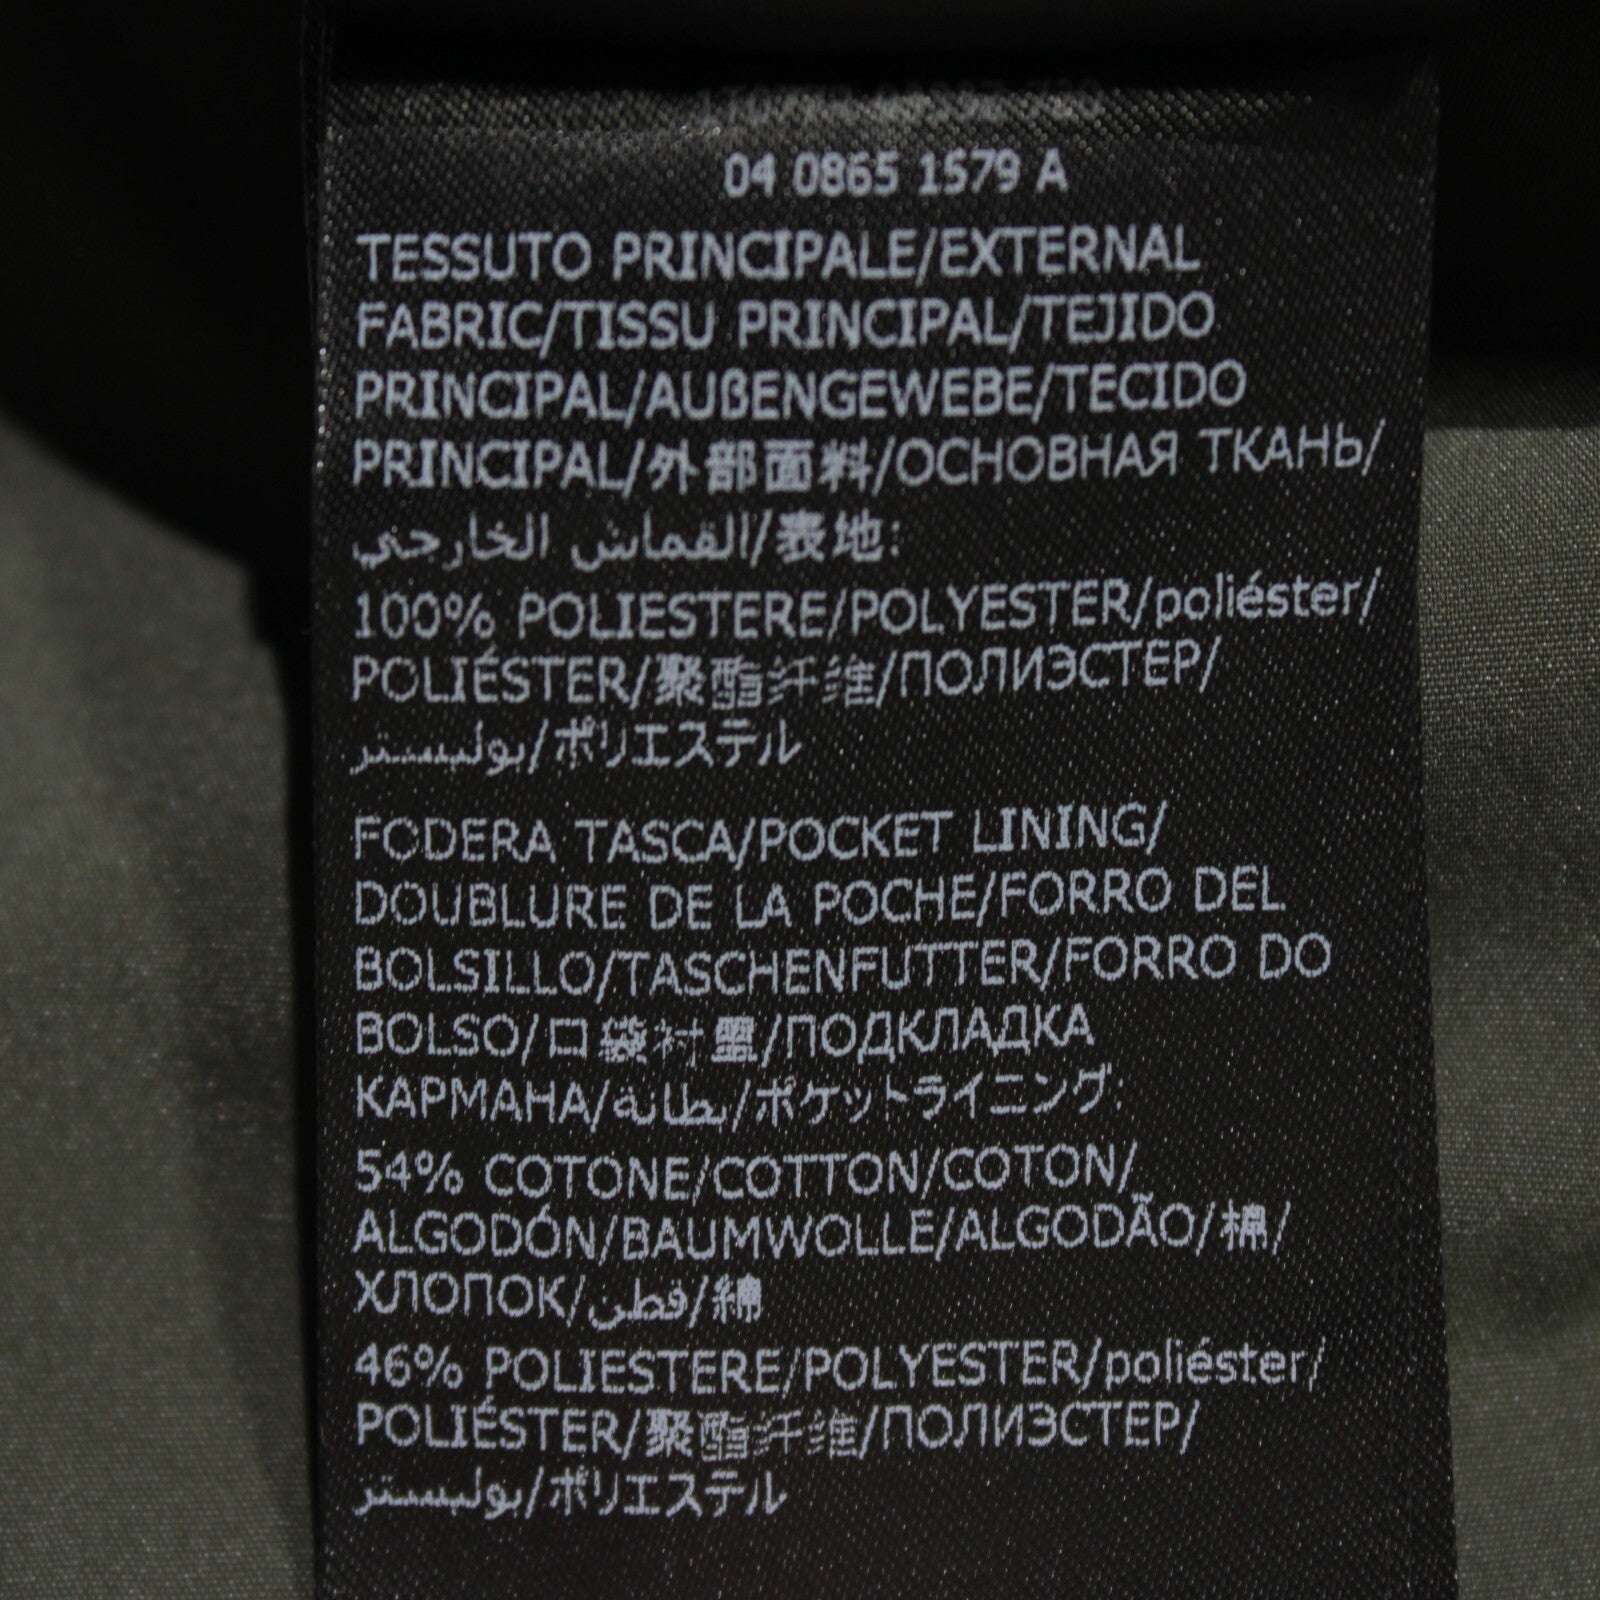 04 0865 1579 A
TESSUTO PRINCIPALE/EXTERNAL
FABRIC/TISSU PRINCIPAL/TEJIDO
PRINCIPAL/AUßENGEWEBE/TECIDO
PRINCIPAL/外部面料/ОСНОВНАЯ ТКАНЬ/
القماش الخارجي/表地:
100% POLIESTERE/POLYESTER/poliéster/
POLIÉSTER/聚酯纤维/ПОЛИЭСТЕР/
بوليستر/ポリエステル
FODERA TASCA/POCKET LINING/
DOUBLURE DE LA POCHE/FORRO DEL
BOLSILLO/TASCHENFUTTER/FORRO DO
BOLSO/口袋衬里/ПОДКЛАДКА
КАРМАНА/بطانة/ポケットライニング:
54% COTONE/COTTON/COTON/
ALGODÓN/BAUMWOLLE/ALGODÃO/棉/
ХЛОПОК/قطن/綿
46% POLIESTERE/POLYESTER/poliéster/
POLIÉSTER/聚酯纤维/ПОЛИЭСТЕР/
بوليستر/ポリエステル